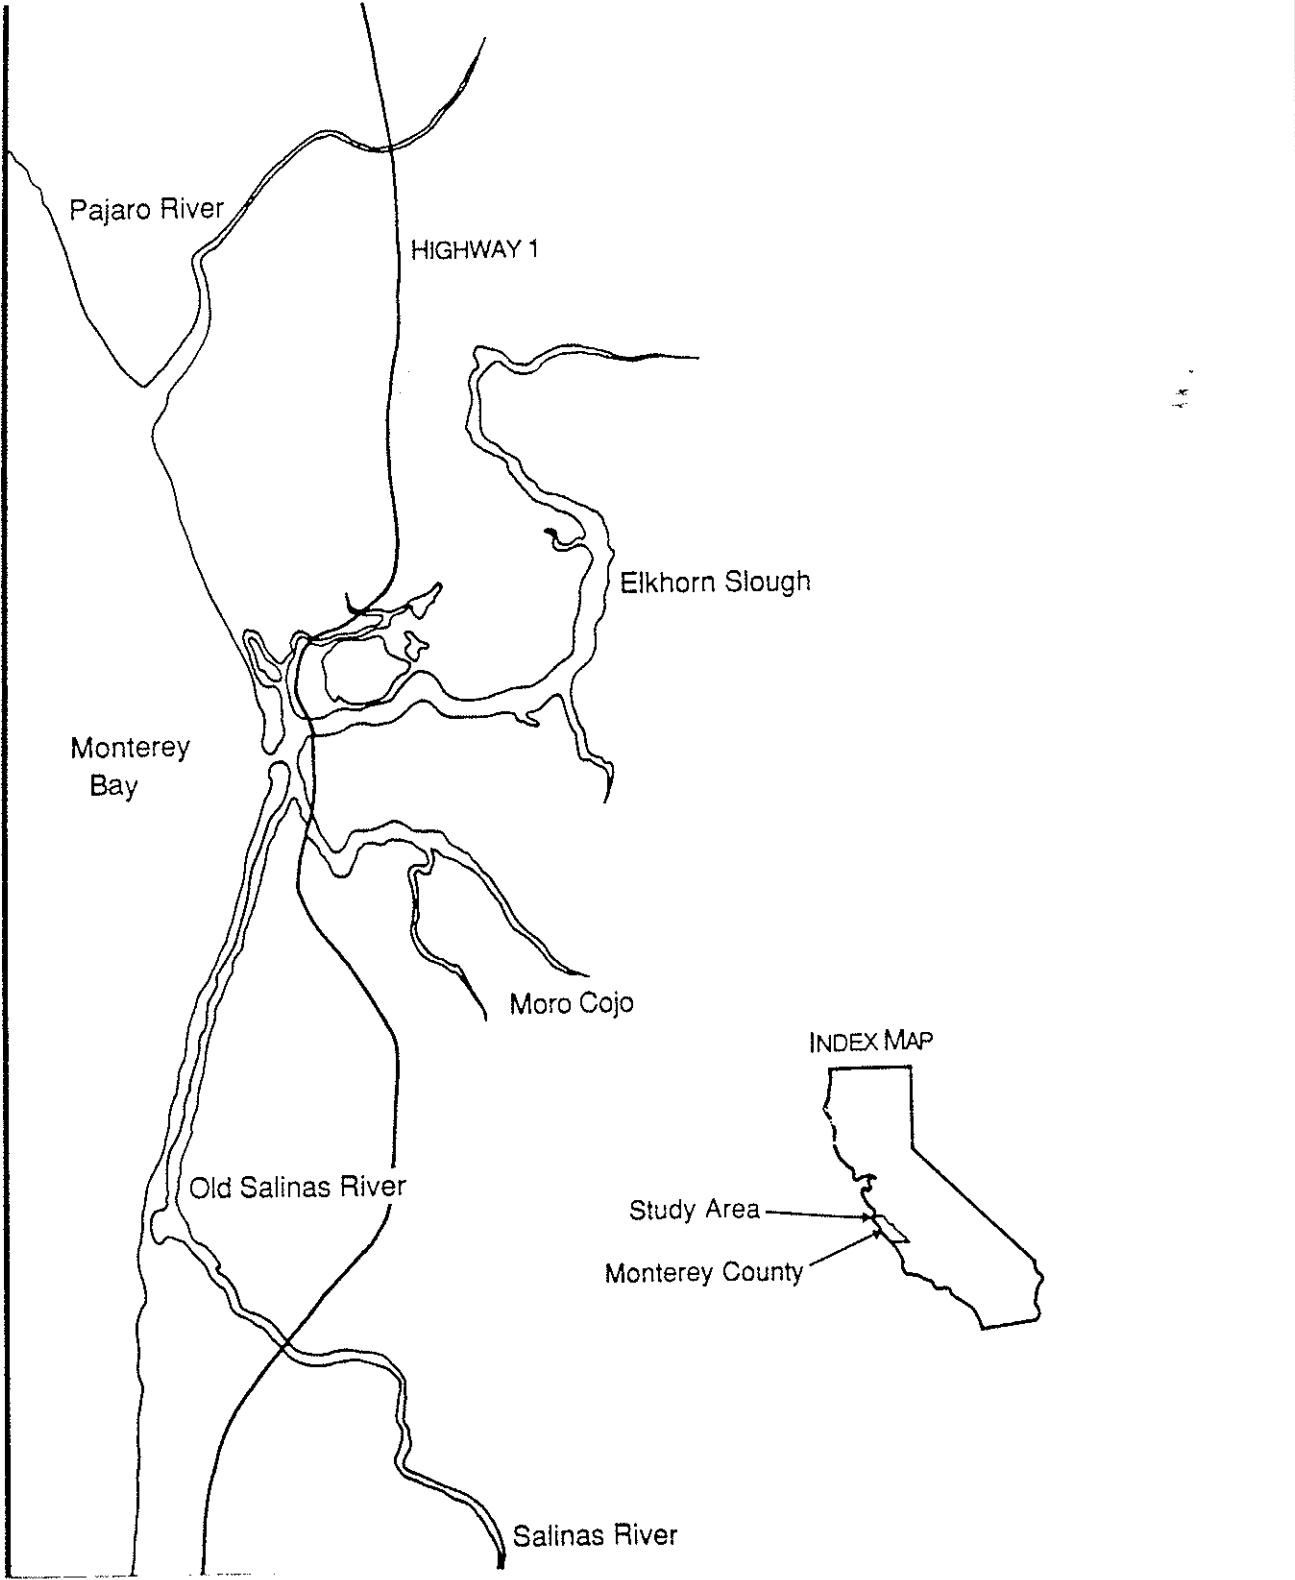 Pajaro River
HIGHWAY 1
Elkhorn Slough
Monterey
Bay
Moro Cojo
INDEX MAP
Old Salinas River
Study Area
Monterey County
Salinas River